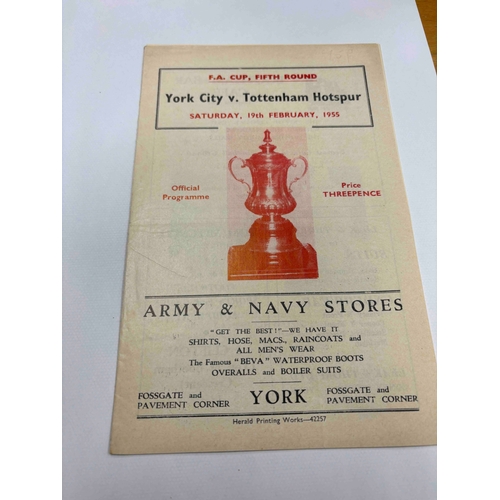 F.A. CUP, FIFTH ROUND
York City v. Tottenham Hotspur
SATURDAY, 19th FEBRUARY, 1955
Official
Programme
Price
THREEPENCE
ARMY & NAVY STORES
"GET THE BEST!"—WE HAVE IT
SHIRTS, HOSE, MACS., RAINCOATS and
ALL MEN'S WEAR
The Famous "BEVA" WATERPROOF BOOTS
OVERALLS and BOILER SUITS
FOSSGATE and
PAVEMENT CORNER
YORK
FOSSGATE and
PAVEMENT CORNER
Herald Printing Works—42257